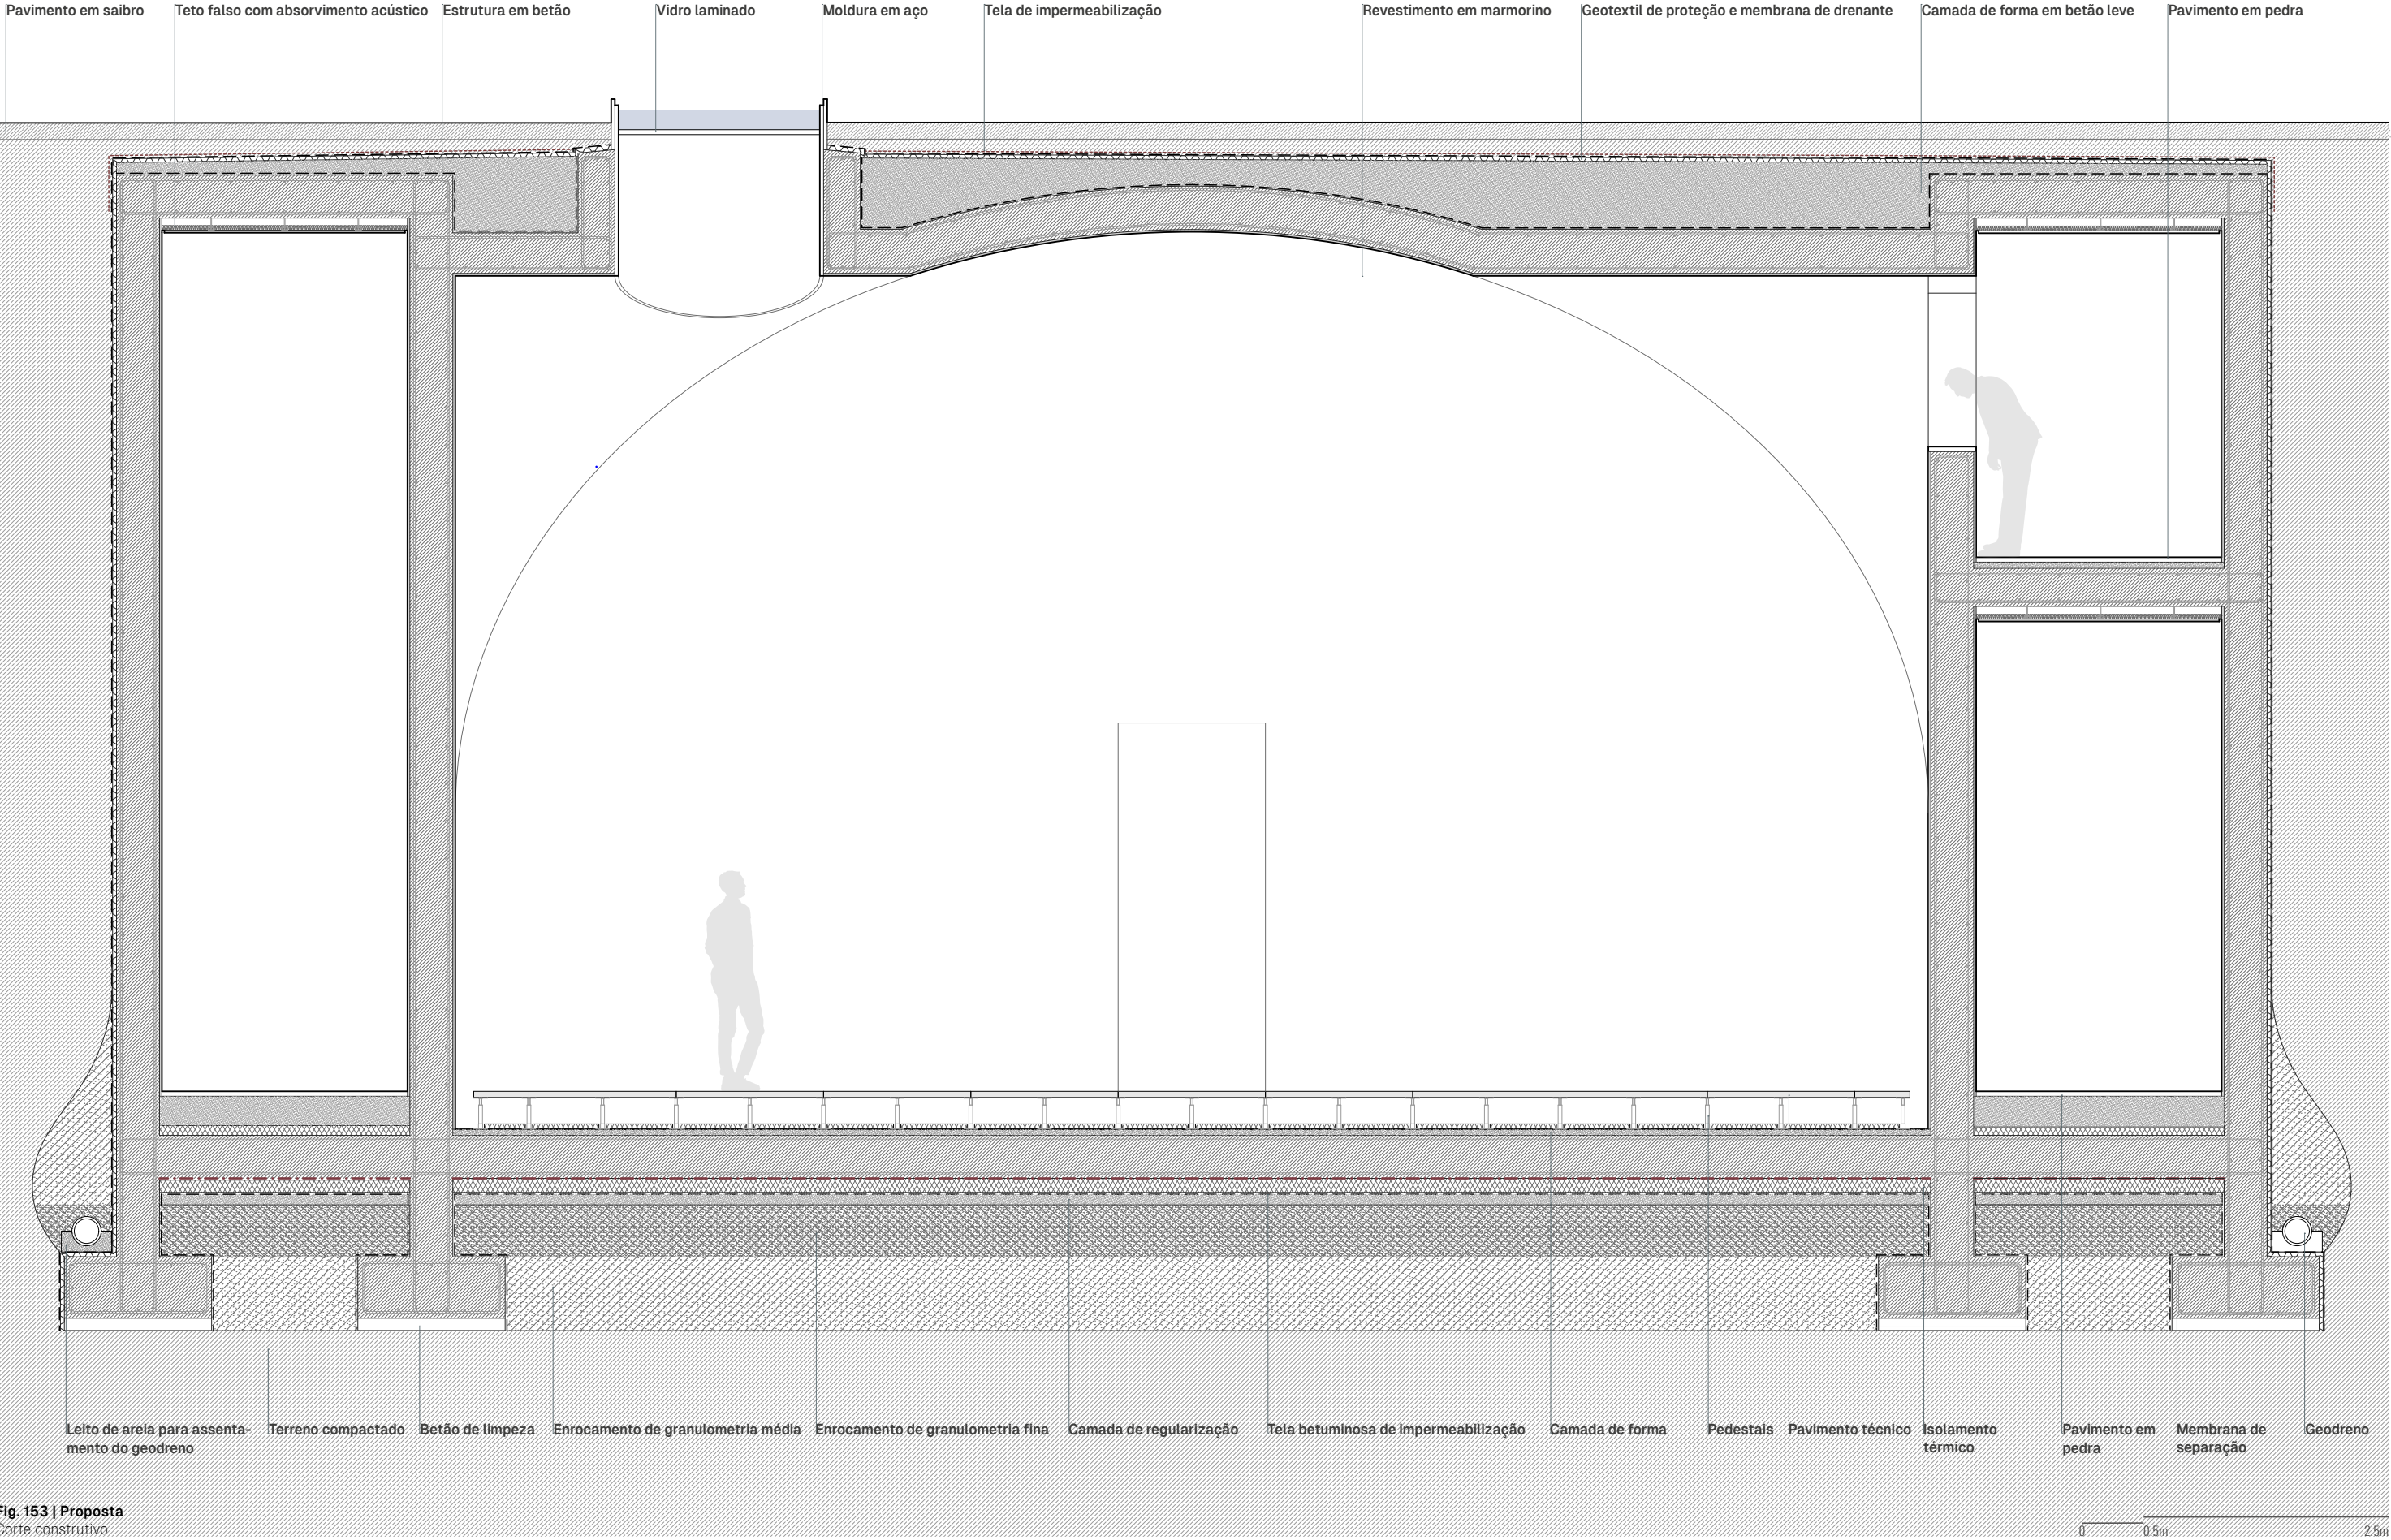 Pavimento em saibro
Teto falso com absorvimento acústico
Estrutura em betão
Vidro laminado
Moldura em aço
Tela de impermeabilização
Revestimento em marmorino
Geotextil de proteção e membrana de drenante
Camada de forma em betão leve
Pavimento em pedra
Leito de areia para assenta-
mento do geodreno
Terreno compactado
Betão de limpeza
Enrocamento de granulometria média
Enrocamento de granulometria fina
Camada de regularização
Tela betuminosa de impermeabilização
Camada de forma
Pedestais
Pavimento técnico
Isolamento
térmico
Pavimento em
pedra
Membrana de
separação
Geodreno
Fig. 153 | Proposta
Corte construtivo
0 0.5m 2.5m